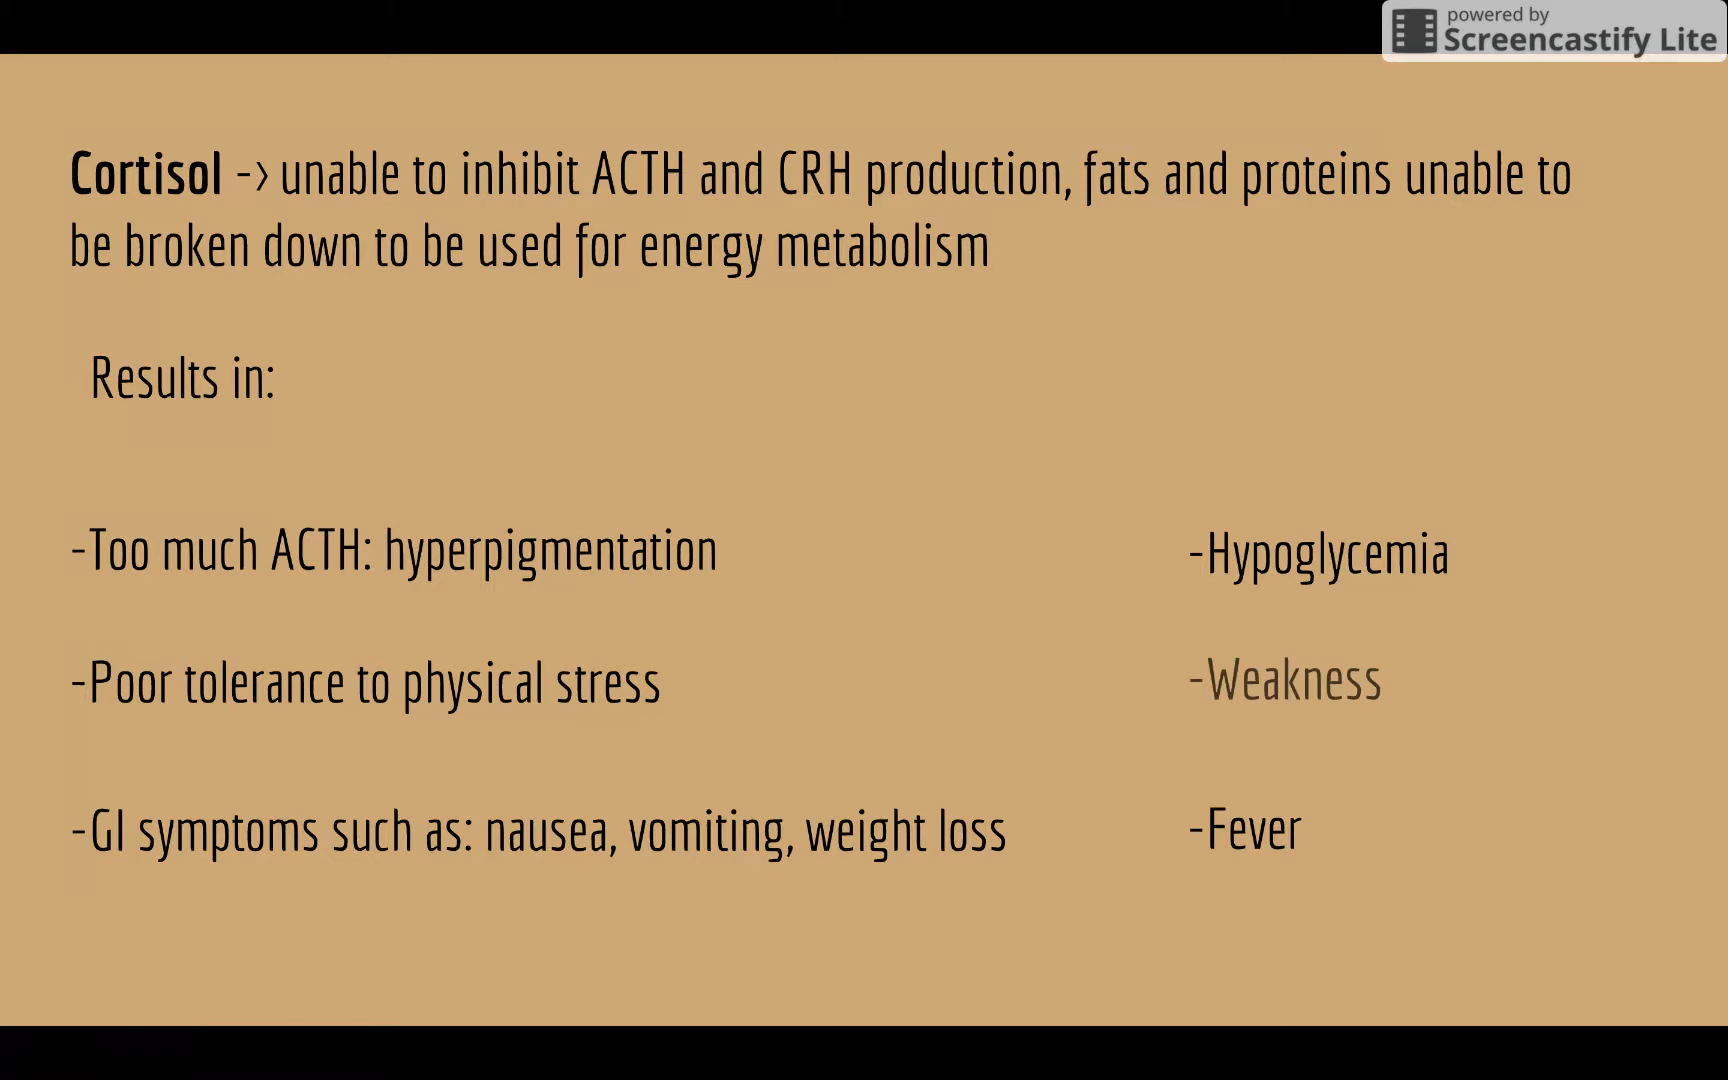 powered by
Screencastify Lite
Cortisol -> unable to inhibit ACTH and CRH production, fats and proteins unable to
be broken down to be used for energy metabolism
Results in:
-Too much ACTH: hyperpigmentation
-Hypoglycemia
-Poor tolerance to physical stress
-Weakness
-GI symptoms such as: nausea, vomiting, weight loss
-Fever